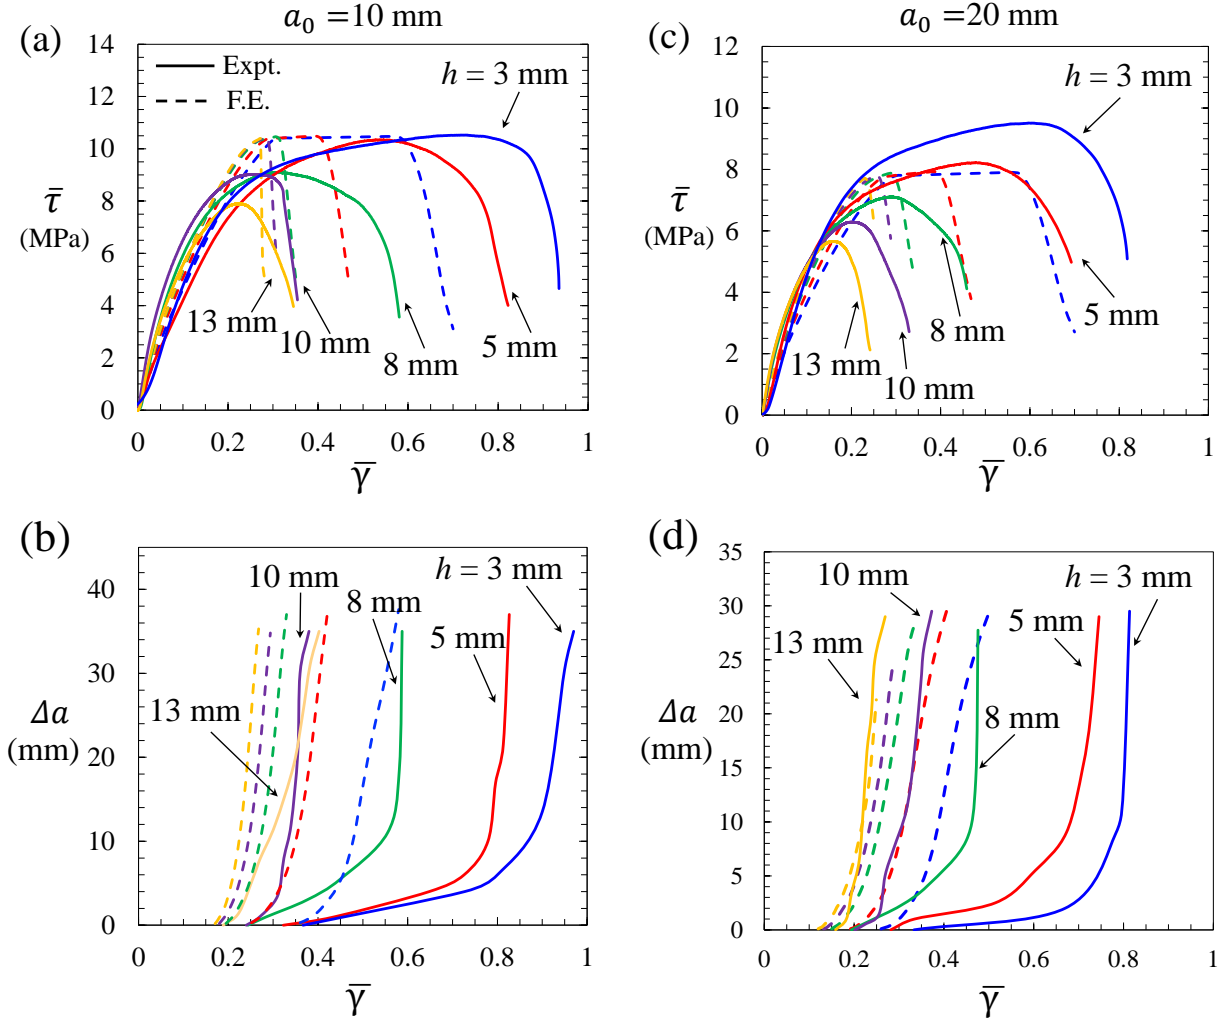 a₀ =10 mm
(a)
14
12
10
8
6
4
2
0
τ̅
(MPa)
Expt.
F.E.
h = 3 mm
13 mm
10 mm
8 mm
5 mm
0 0.2 0.4 0.6 0.8 1
γ̅
a₀ =20 mm
(c)
12
10
8
6
4
2
0
τ̅
(MPa)
h = 3 mm
13 mm
10 mm
8 mm
5 mm
0 0.2 0.4 0.6 0.8 1
γ̅
(b)
40
30
20
10
0
Δa
(mm)
10 mm
h = 3 mm
8 mm
5 mm
13 mm
0 0.2 0.4 0.6 0.8 1
γ̅
(d)
35
30
25
20
15
10
5
0
Δa
(mm)
10 mm
h = 3 mm
5 mm
13 mm
8 mm
0 0.2 0.4 0.6 0.8 1
γ̅